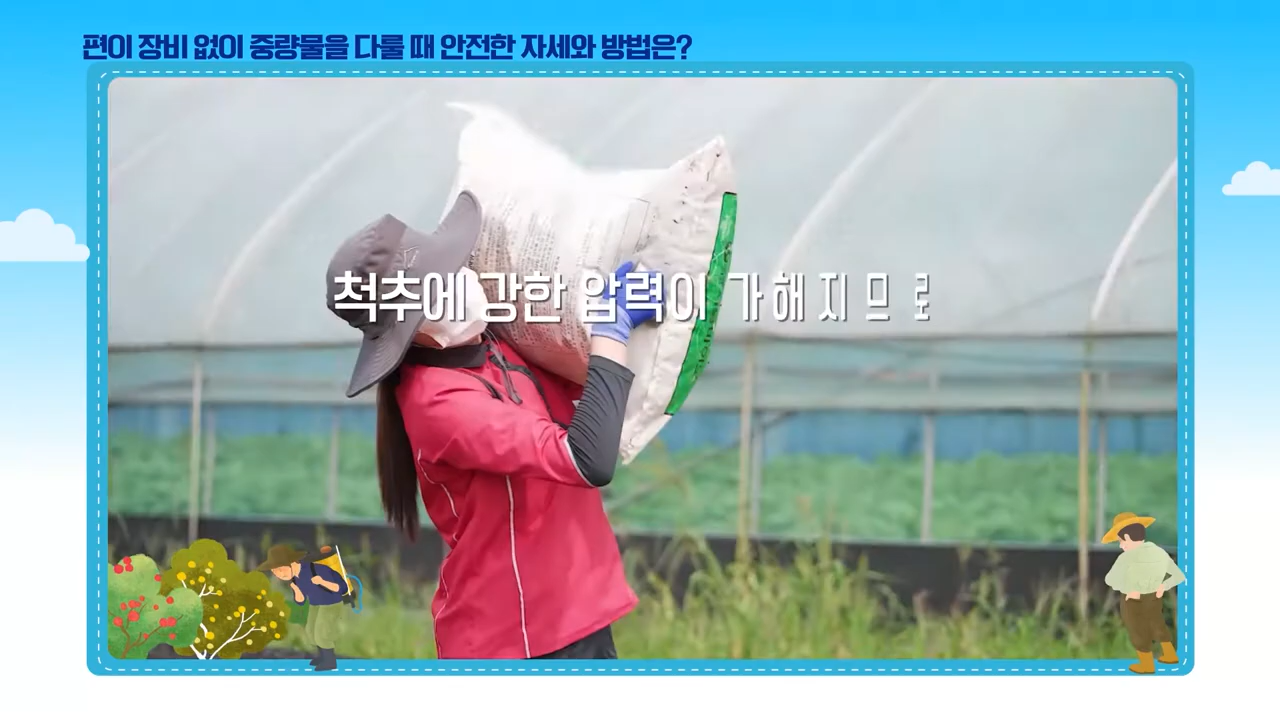 편이 장비 없이 중량물을 다룰 때 안전한 자세와 방법은?
척추에 강한 압력이 가해지므로